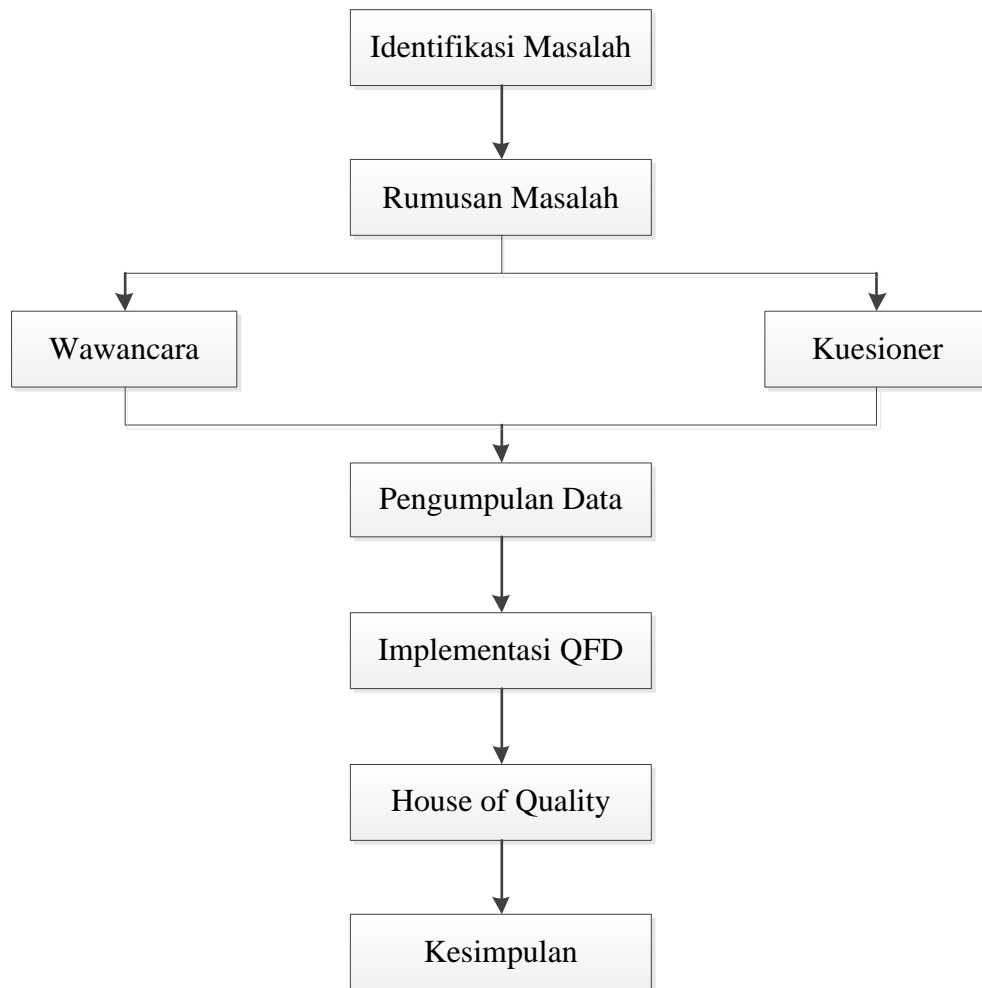 Identifikasi Masalah
Rumusan Masalah
Wawancara
Kuesioner
Pengumpulan Data
Implementasi QFD
House of Quality
Kesimpulan